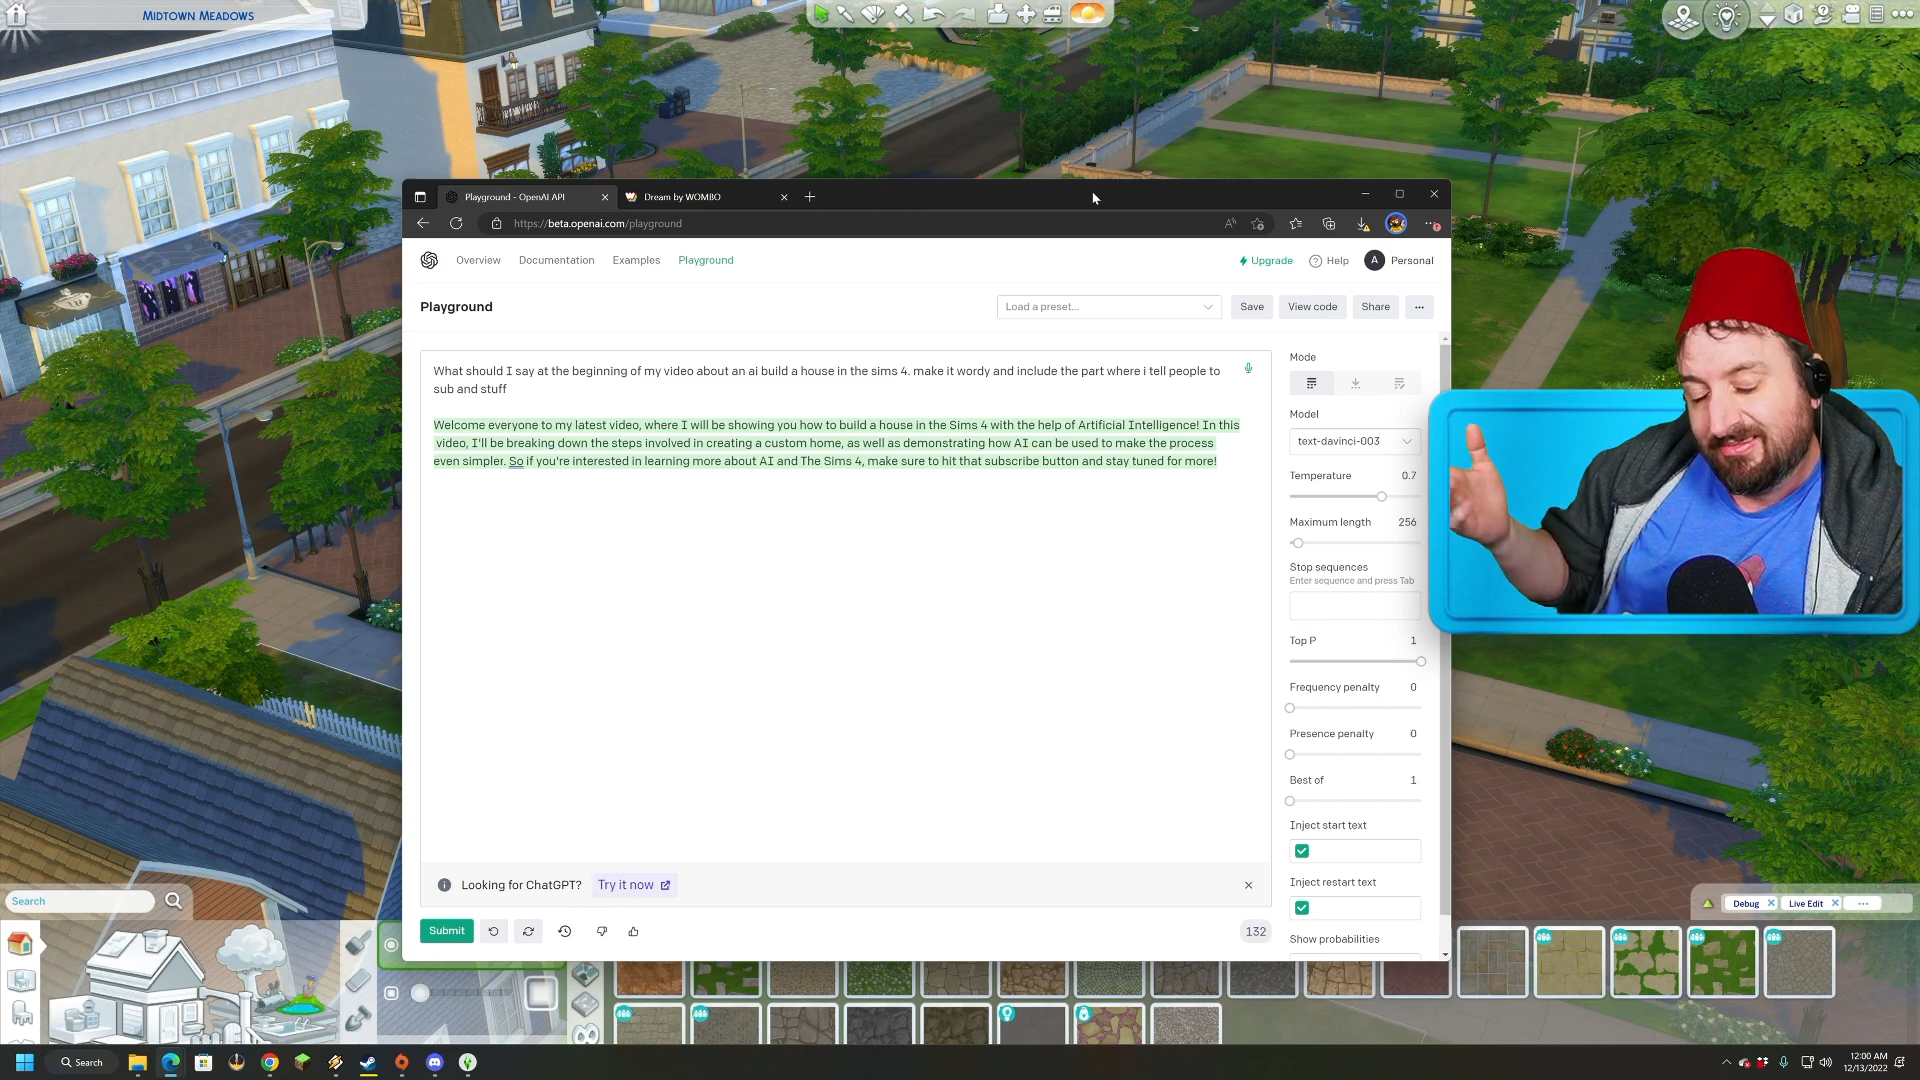 Midtown Meadows
Playground - OpenAI API
Dream by WOMBO
https://beta.openai.com/playground
Overview
Documentation
Examples
Playground
Upgrade
Help
A
Personal
Playground
Load a preset...
Save
View code
Share
What should I say at the beginning of my video about an ai build a house in the sims 4. make it wordy and include the part where i tell people to
sub and stuff
Welcome everyone to my latest video, where I will be showing you how to build a house in the Sims 4 with the help of Artificial Intelligence! In this
video, I'll be breaking down the steps involved in creating a custom home, as well as demonstrating how AI can be used to make the process
even simpler. So if you're interested in learning more about AI and The Sims 4, make sure to hit that subscribe button and stay tuned for more!
Mode
Model
text-davinci-003
Temperature 0.7
Maximum length 256
Stop sequences
Enter sequence and press Tab
Top P 1
Frequency penalty 0
Presence penalty 0
Best of 1
Inject start text
Inject restart text
Show probabilities
Looking for ChatGPT? Try it now
Submit
132
Search
Debug
Live Edit
Search
12:00 AM
12/13/2022